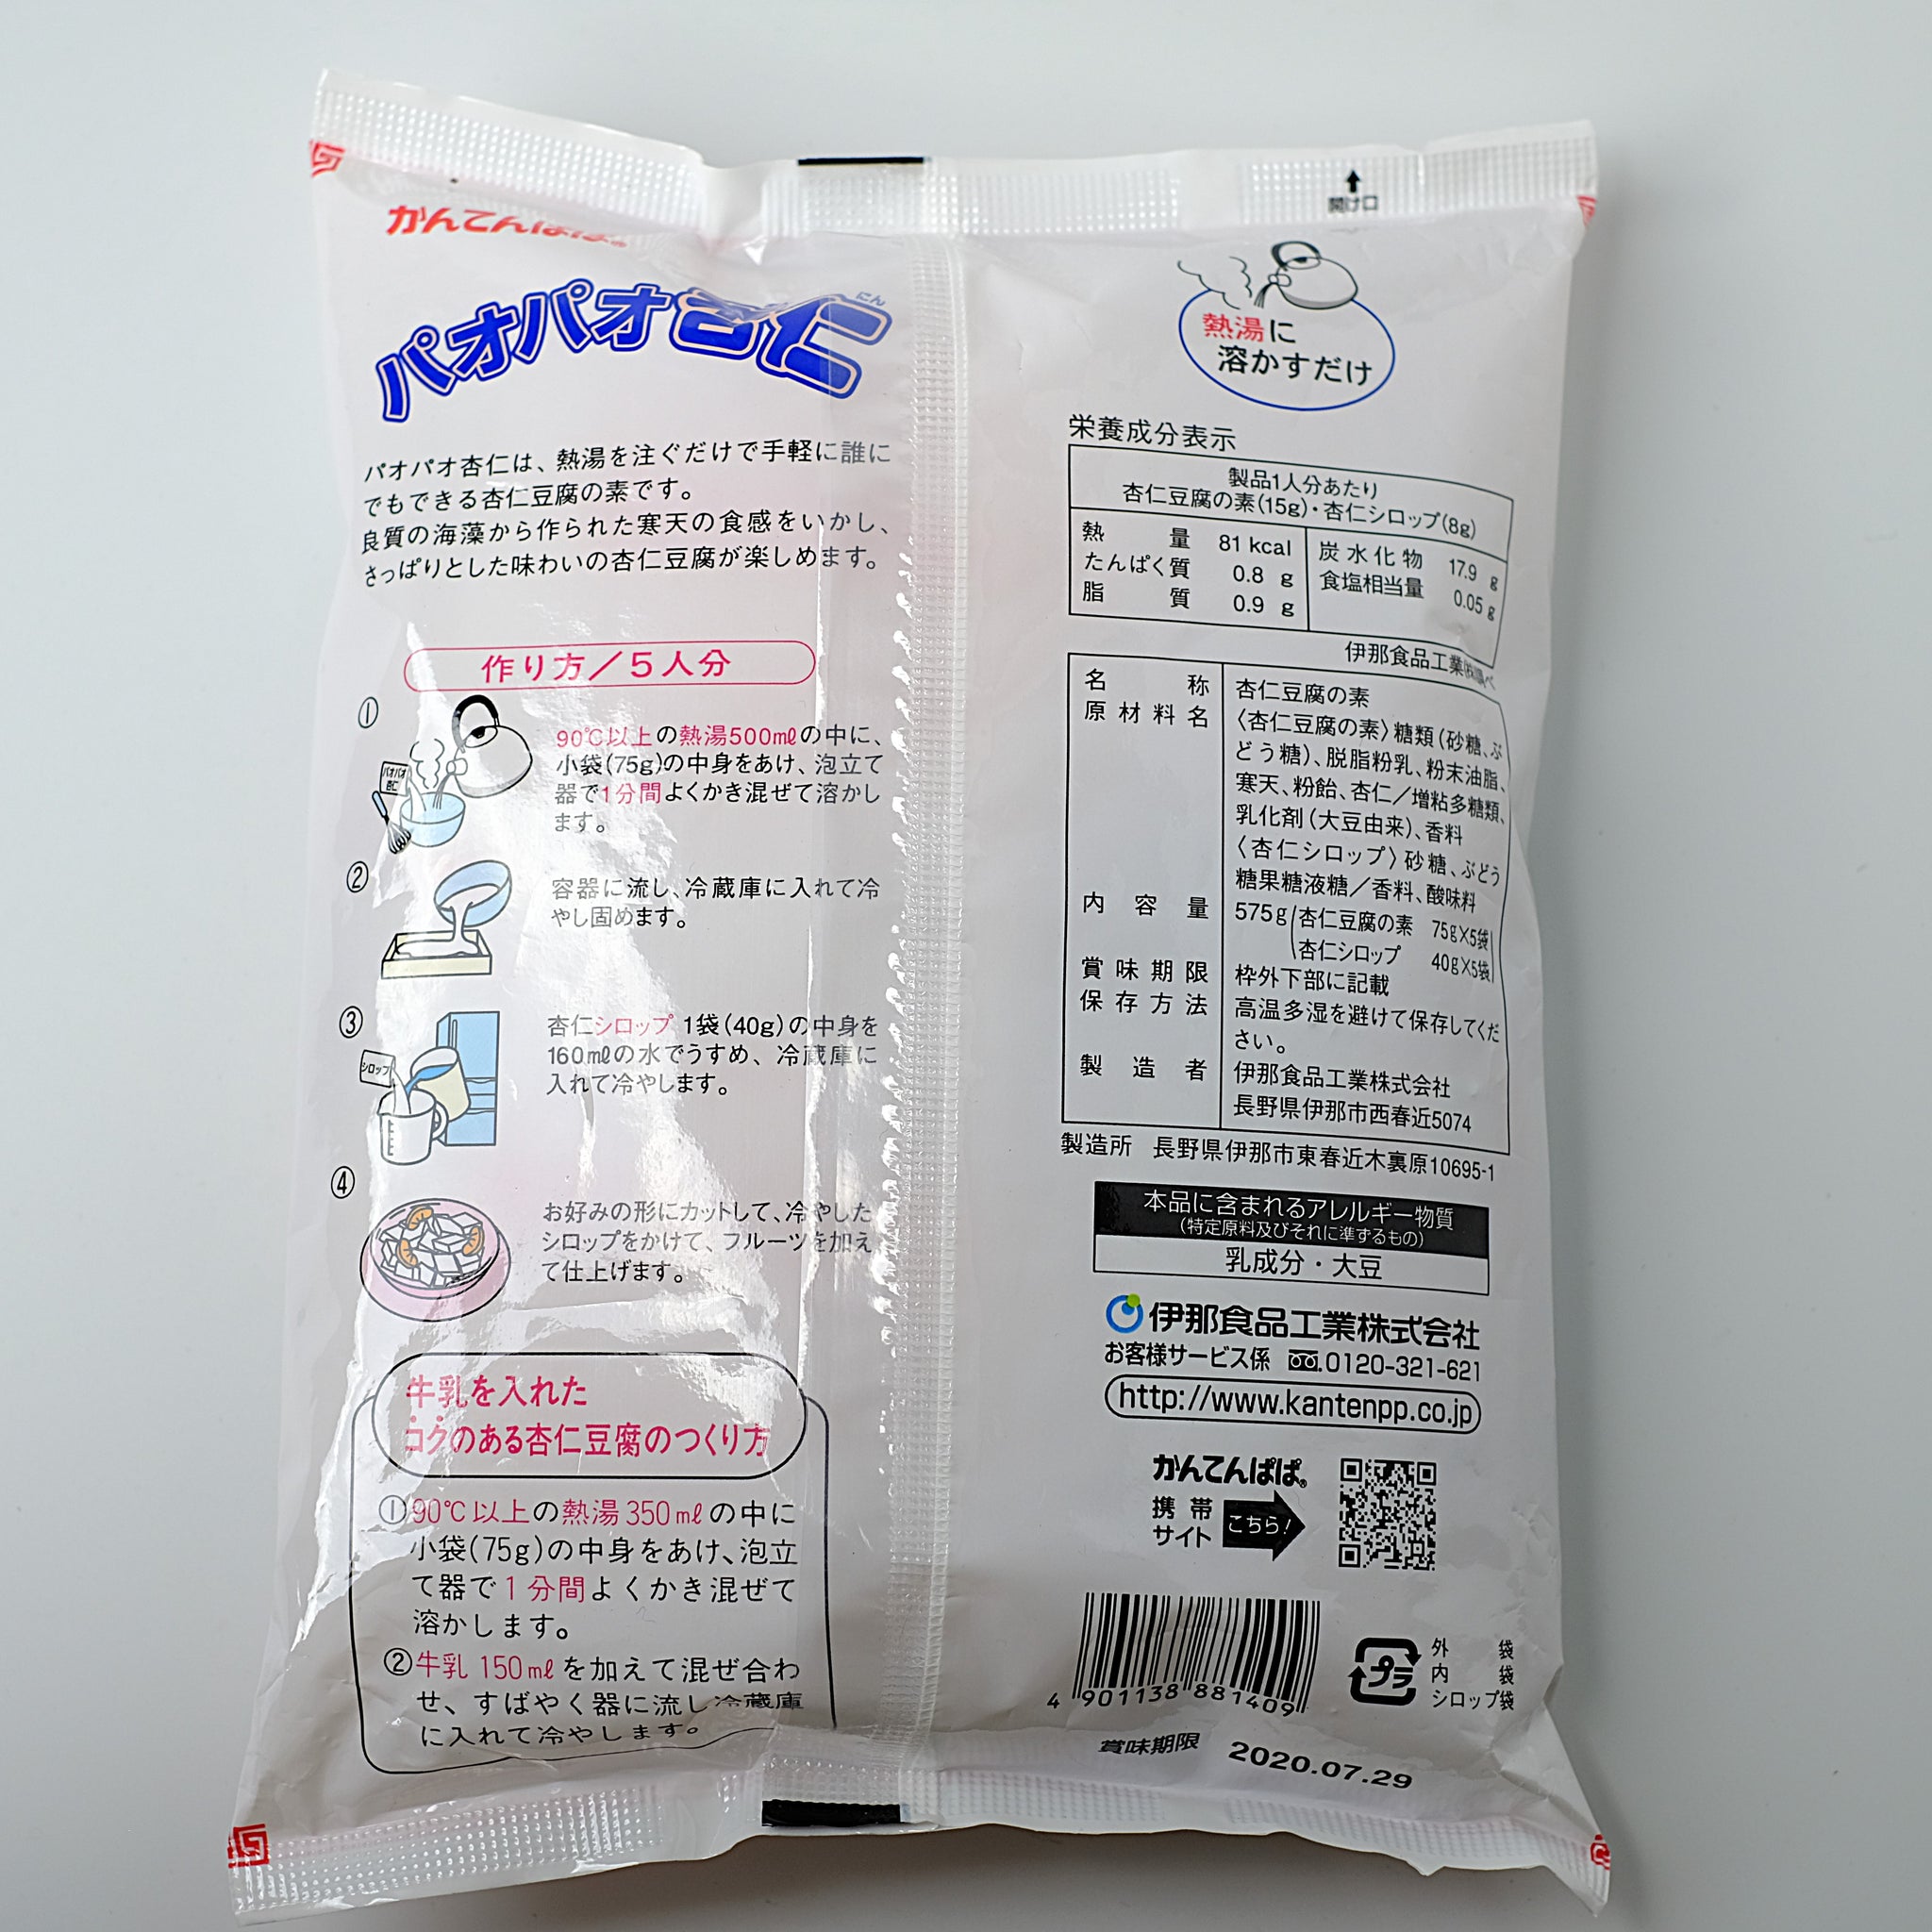 かんてんぱぱ®
パオパオ杏仁
にん
パオパオ杏仁は、熱湯を注ぐだけで手軽に誰に
でもできる杏仁豆腐の素です。
良質の海藻から作られた寒天の食感をいかし、
さっぱりとした味わいの杏仁豆腐が楽しめます。
作り方／5人分
①
パオパオ
杏仁
90℃以上の熱湯500mlの中に、
小袋(75g)の中身をあけ、泡立て
器で1分間よくかき混ぜて溶かし
ます。
②
容器に流し、冷蔵庫に入れて冷
やし固めます。
③
シロップ
杏仁シロップ 1袋(40g)の中身を
160mlの水でうすめ、冷蔵庫に
入れて冷やします。
④
お好みの形にカットして、冷やした
シロップをかけて、フルーツを加え
て仕上げます。
牛乳を入れた
コクのある杏仁豆腐のつくり方
①90℃以上の熱湯350mlの中に
小袋(75g)の中身をあけ、泡立
て器で1分間よくかき混ぜて
溶かします。
②牛乳150mlを加えて混ぜ合わ
せ、すばやく器に流し冷蔵庫
に入れて冷やします。
開け口
熱湯に
溶かすだけ
栄養成分表示
製品1人分あたり
杏仁豆腐の素(15g)・杏仁シロップ(8g)
熱量 81 kcal
たんぱく質 0.8 g
脂質 0.9 g
炭水化物 17.9 g
食塩相当量 0.05 g
伊那食品工業㈱調べ
名称 杏仁豆腐の素
原材料名 〈杏仁豆腐の素〉糖類(砂糖、ぶ
どう糖)、脱脂粉乳、粉末油脂、
寒天、粉飴、杏仁／増粘多糖類、
乳化剤(大豆由来)、香料
〈杏仁シロップ〉砂糖、ぶどう
糖果糖液糖／香料、酸味料
内容量 575g(杏仁豆腐の素 75g×5袋
杏仁シロップ 40g×5袋)
賞味期限 枠外下部に記載
保存方法 高温多湿を避けて保存してくだ
さい。
製造者 伊那食品工業株式会社
長野県伊那市西春近5074
製造所 長野県伊那市東春近木裏原10695-1
本品に含まれるアレルギー物質
(特定原料及びそれに準ずるもの)
乳成分・大豆
伊那食品工業株式会社
お客様サービス係 0120-321-621
http://www.kantenpp.co.jp
かんてんぱぱ®
携帯
サイト
こちら!
4 901138 881409
プラ
外袋
内袋
シロップ袋
賞味期限 2020.07.29